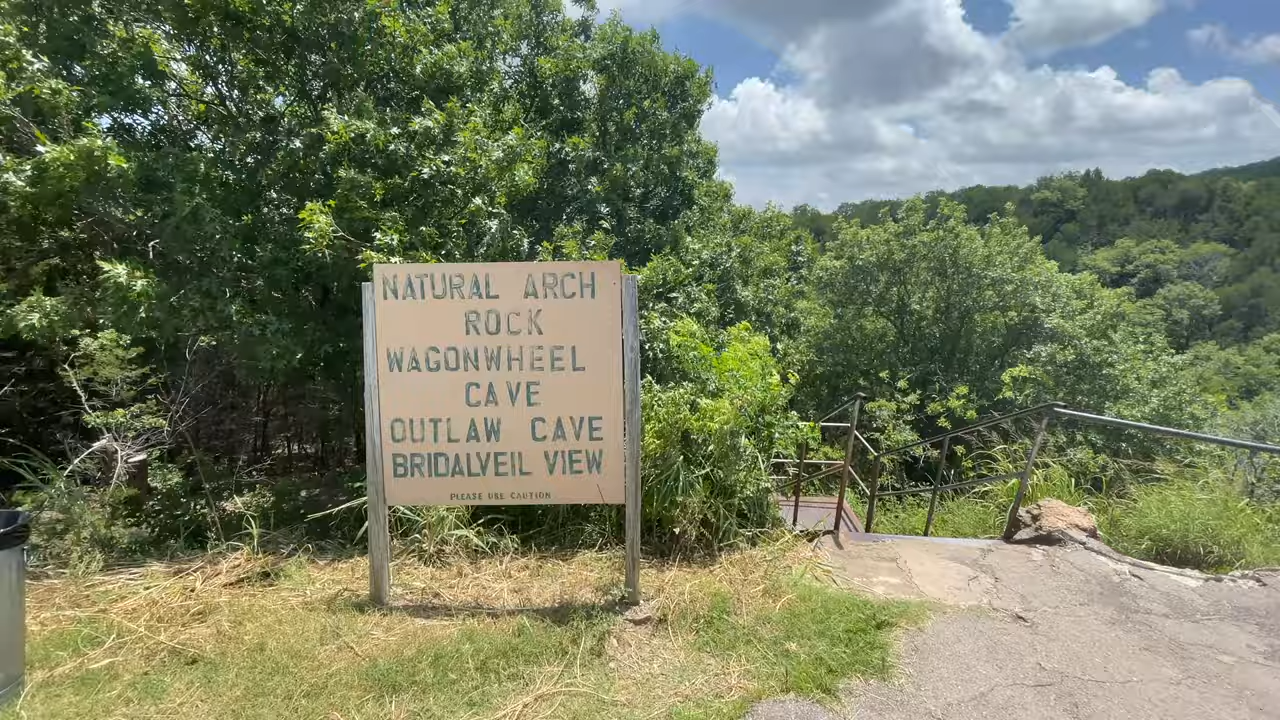 NATURAL ARCH
ROCK
WAGONWHEEL
CAVE
OUTLAW CAVE
BRIDALVEIL VIEW
PLEASE USE CAUTION